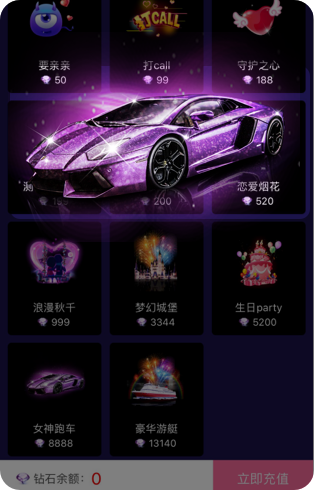 打CALL
要亲亲
打call
守护之心
50
99
188
恋爱烟花
200
520
浪漫秋千
梦幻城堡
生日party
999
3344
5200
女神跑车
豪华游艇
8888
13140
钻石余额: 0
立即充值